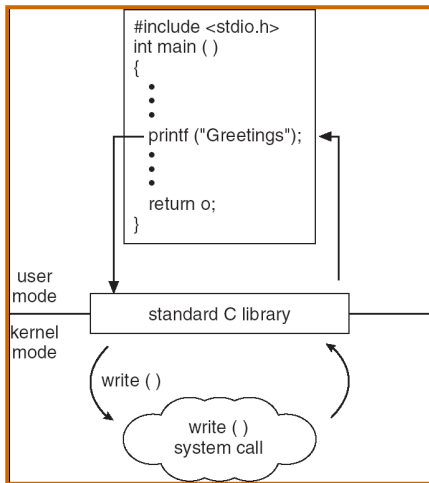 #include <stdio.h>
int main ( )
{
•
•
•
printf ("Greetings");
•
•
•
return o;
}
user
mode
standard C library
kernel
mode
write ( )
write ( )
system call